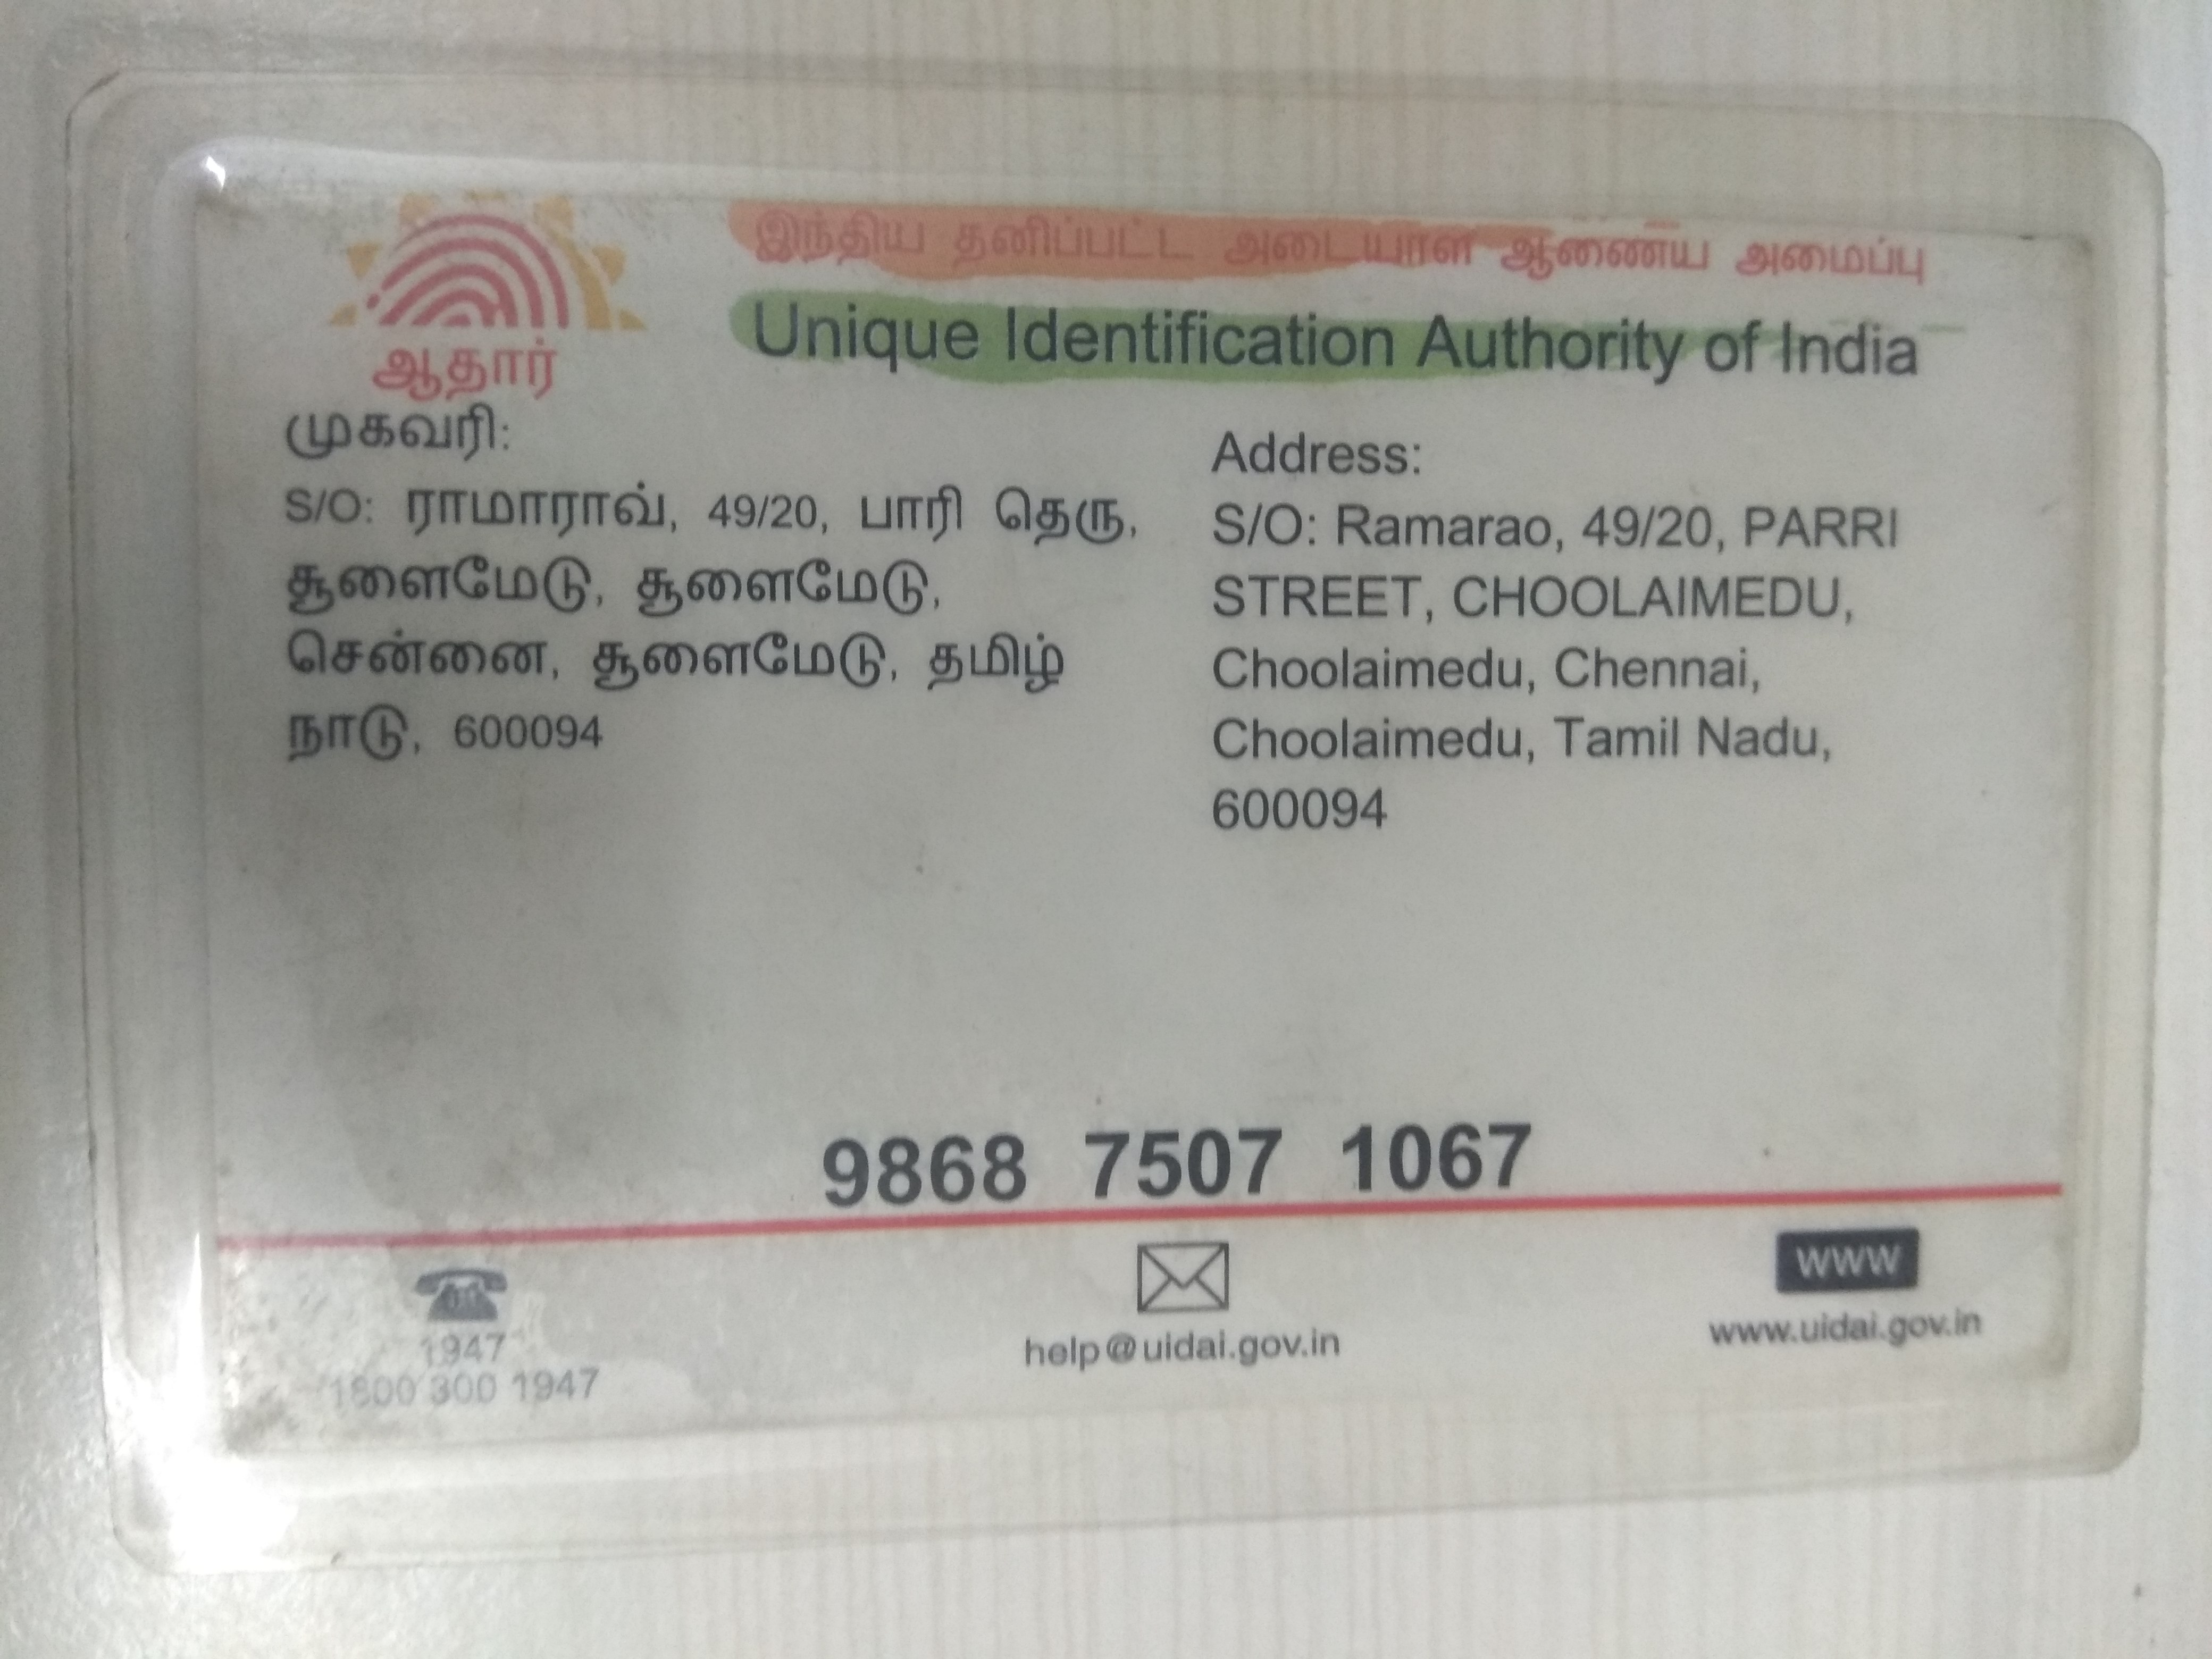 இந்திய தனிப்பட்ட அடையாள ஆணைய அமைப்பு
Unique Identification Authority of India
ஆதார்
முகவரி:
S/O: ராமாராவ், 49/20, பாரி தெரு,
சூளைமேடு, சூளைமேடு,
சென்னை, சூளைமேடு, தமிழ்
நாடு, 600094
Address:
S/O: Ramarao, 49/20, PARRI
STREET, CHOOLAIMEDU,
Choolaimedu, Chennai,
Choolaimedu, Tamil Nadu,
600094
9868 7507 1067
1947
1800 300 1947
help@uidai.gov.in
WWW
www.uidai.gov.in